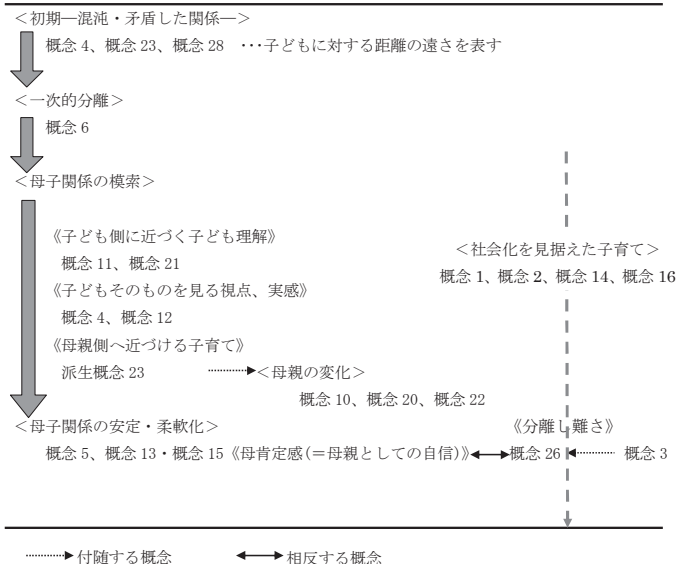 ＜初期―混沌・矛盾した関係―＞
概念 4、概念 23、概念 28　･･･子どもに対する距離の遠さを表す
＜一次的分離＞
概念 6
＜母子関係の模索＞
《子ども側に近づく子ども理解》
概念 11、概念 21
《子どもそのものを見る視点、実感》
概念 4、概念 12
《母親側へ近づける子育て》
派生概念 23
＜母親の変化＞
概念 10、概念 20、概念 22
＜社会化を見据えた子育て＞
概念 1、概念 2、概念 14、概念 16
＜母子関係の安定・柔軟化＞
概念 5、概念 13・概念 15《母肯定感(＝母親としての自信)》
《分離し難さ》
概念 26
概念 3
付随する概念
相反する概念